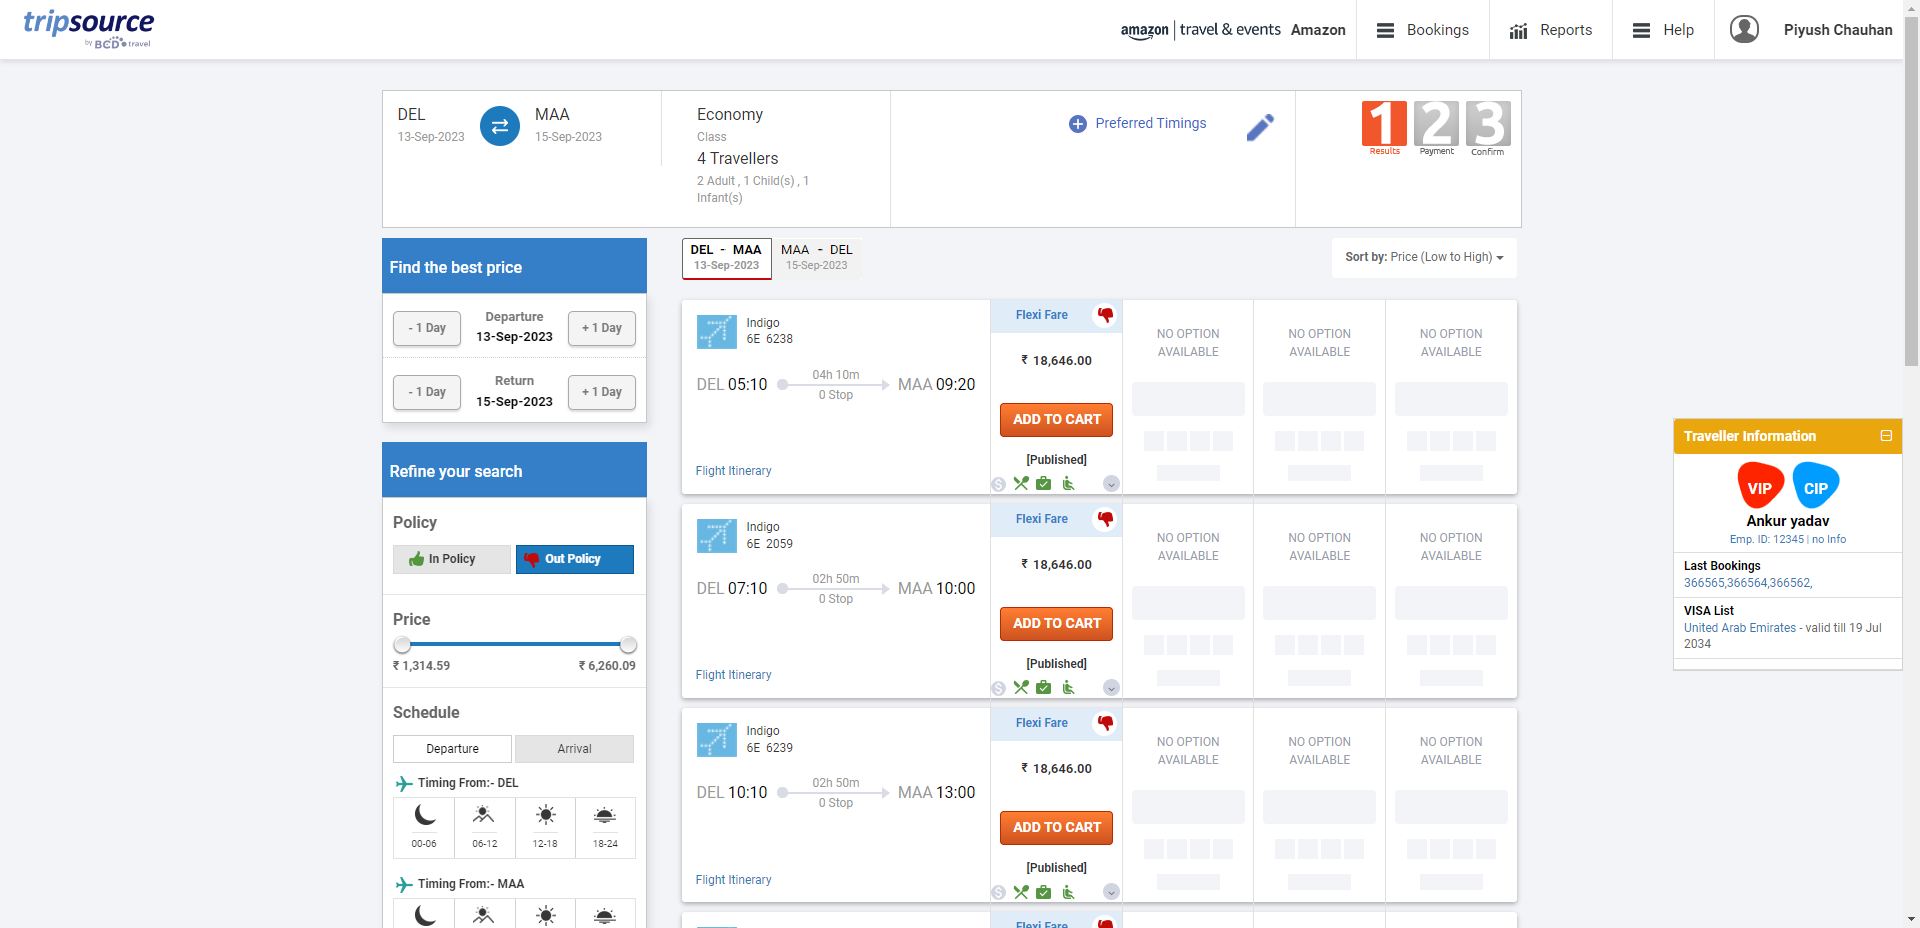 tripsource
by BCD travel
amazon | travel & events Amazon
Bookings
Reports
Help
Piyush Chauhan
DEL
13-Sep-2023
MAA
15-Sep-2023
Economy
Class
4 Travellers
2 Adult , 1 Child(s) , 1
Infant(s)
Preferred Timings
1 2 3
Results Payment Confirm
Find the best price
- 1 Day
Departure
13-Sep-2023
+ 1 Day
- 1 Day
Return
15-Sep-2023
+ 1 Day
Refine your search
Policy
In Policy
Out Policy
Price
₹ 1,314.59
₹ 6,260.09
Schedule
Departure
Arrival
Timing From:- DEL
00-06 06-12 12-18 18-24
Timing From:- MAA
DEL - MAA
13-Sep-2023
MAA - DEL
15-Sep-2023
Sort by: Price (Low to High)
Indigo
6E 6238
DEL 05:10
04h 10m
0 Stop
MAA 09:20
Flight Itinerary
Flexi Fare
₹ 18,646.00
ADD TO CART
[Published]
NO OPTION
AVAILABLE
NO OPTION
AVAILABLE
NO OPTION
AVAILABLE
Indigo
6E 2059
DEL 07:10
02h 50m
0 Stop
MAA 10:00
Flight Itinerary
Flexi Fare
₹ 18,646.00
ADD TO CART
[Published]
NO OPTION
AVAILABLE
NO OPTION
AVAILABLE
NO OPTION
AVAILABLE
Indigo
6E 6239
DEL 10:10
02h 50m
0 Stop
MAA 13:00
Flight Itinerary
Flexi Fare
₹ 18,646.00
ADD TO CART
[Published]
NO OPTION
AVAILABLE
NO OPTION
AVAILABLE
NO OPTION
AVAILABLE
Flexi Fare
Traveller Information
VIP CIP
Ankur yadav
Emp. ID: 12345 | no Info
Last Bookings
366565,366564,366562,
VISA List
United Arab Emirates - valid till 19 Jul
2034